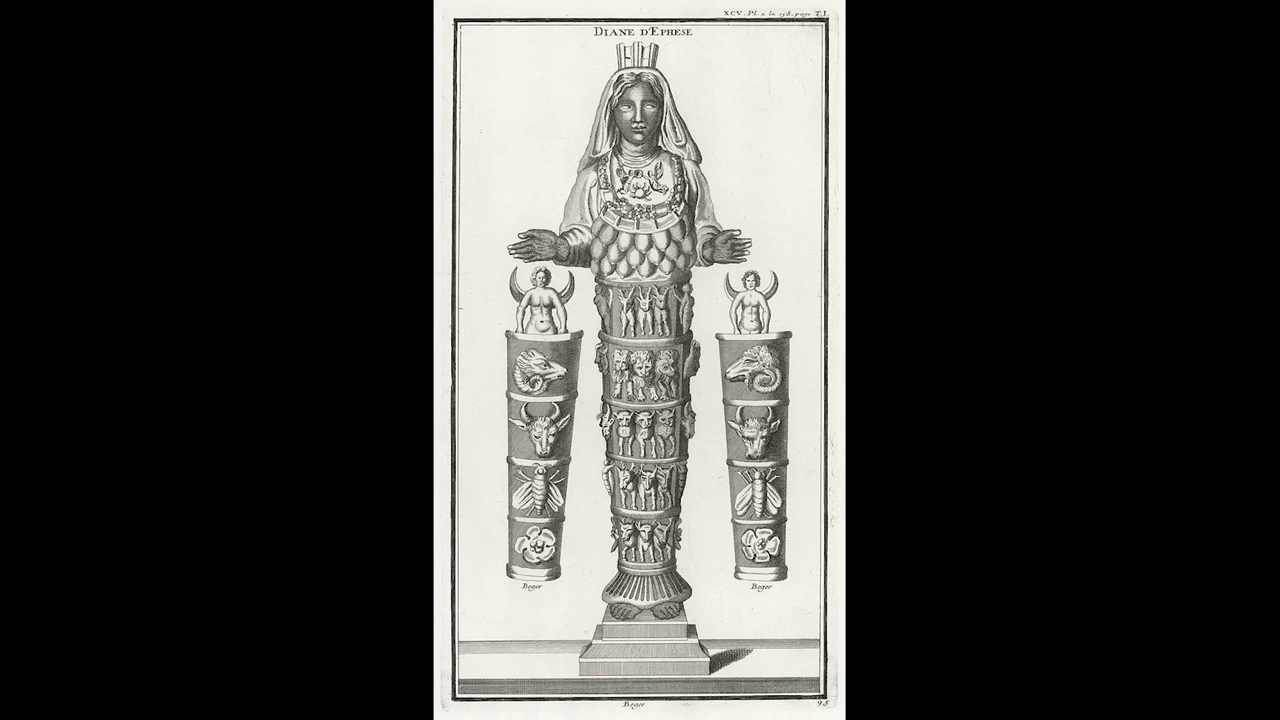 XCV. Pl. a la 158. page T.I.
DIANE D'EPHESE
Beger
Beger
Beger
95